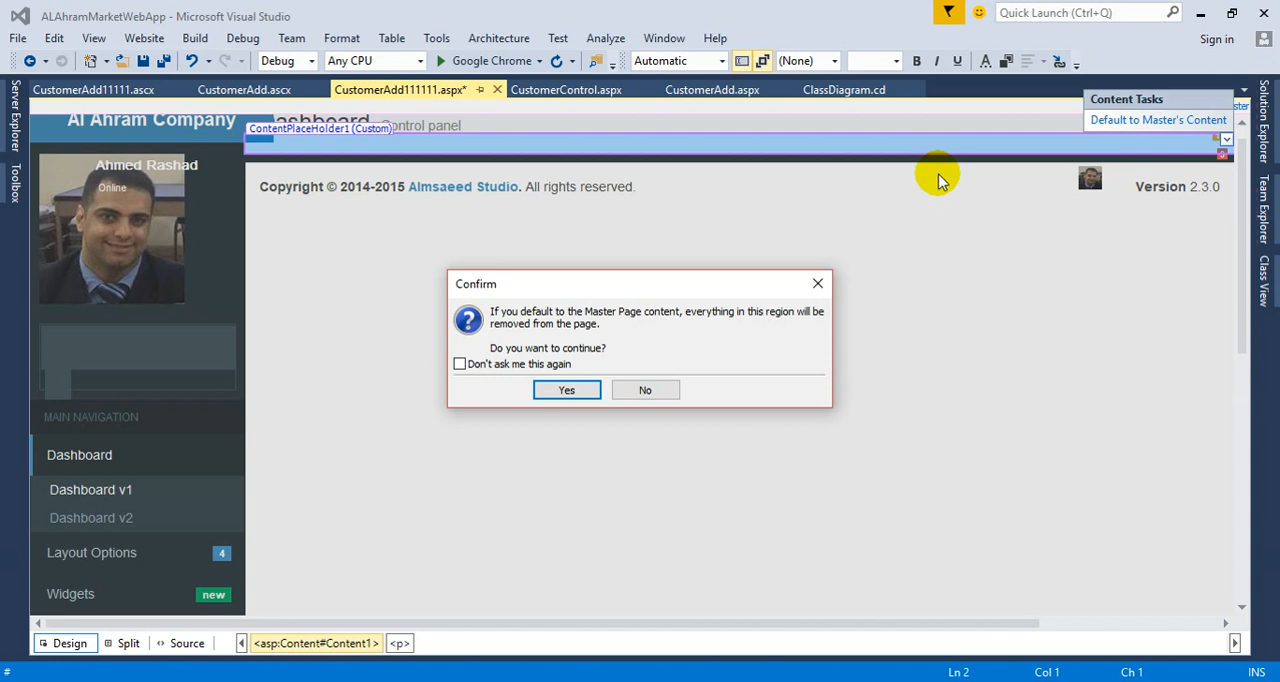 ALAhramMarketWebApp - Microsoft Visual Studio
Quick Launch (Ctrl+Q)
File Edit View Website Build Debug Team Format Table Tools Architecture Test Analyze Window Help
Sign in
Debug Any CPU Google Chrome Automatic (None) B I U A
CustomerAdd11111.ascx CustomerAdd.ascx CustomerAdd111111.aspx* CustomerControl.aspx CustomerAdd.aspx ClassDiagram.cd
Server Explorer
Toolbox
Solution Explorer
Team Explorer
Class View
Content Tasks
Default to Master's Content
Al Ahram Company
Control panel
ContentPlaceHolder1 (Custom)
Ahmed Rashad
Online
Copyright © 2014-2015 Almsaeed Studio. All rights reserved.
Version 2.3.0
Confirm
If you default to the Master Page content, everything in this region will be
removed from the page.
Do you want to continue?
Don't ask me this again
Yes No
MAIN NAVIGATION
Dashboard
Dashboard v1
Dashboard v2
Layout Options 4
Widgets new
Design Split Source <asp:Content#Content1> <p>
# Ln 2 Col 1 Ch 1 INS